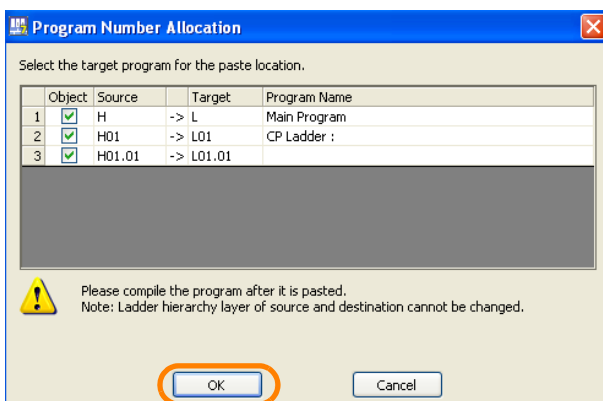 Program Number Allocation
Select the target program for the paste location.
Object Source Target Program Name
1 H -> L Main Program
2 H01 -> L01 CP Ladder :
3 H01.01 -> L01.01
Please compile the program after it is pasted.
Note: Ladder hierarchy layer of source and destination cannot be changed.
OK Cancel